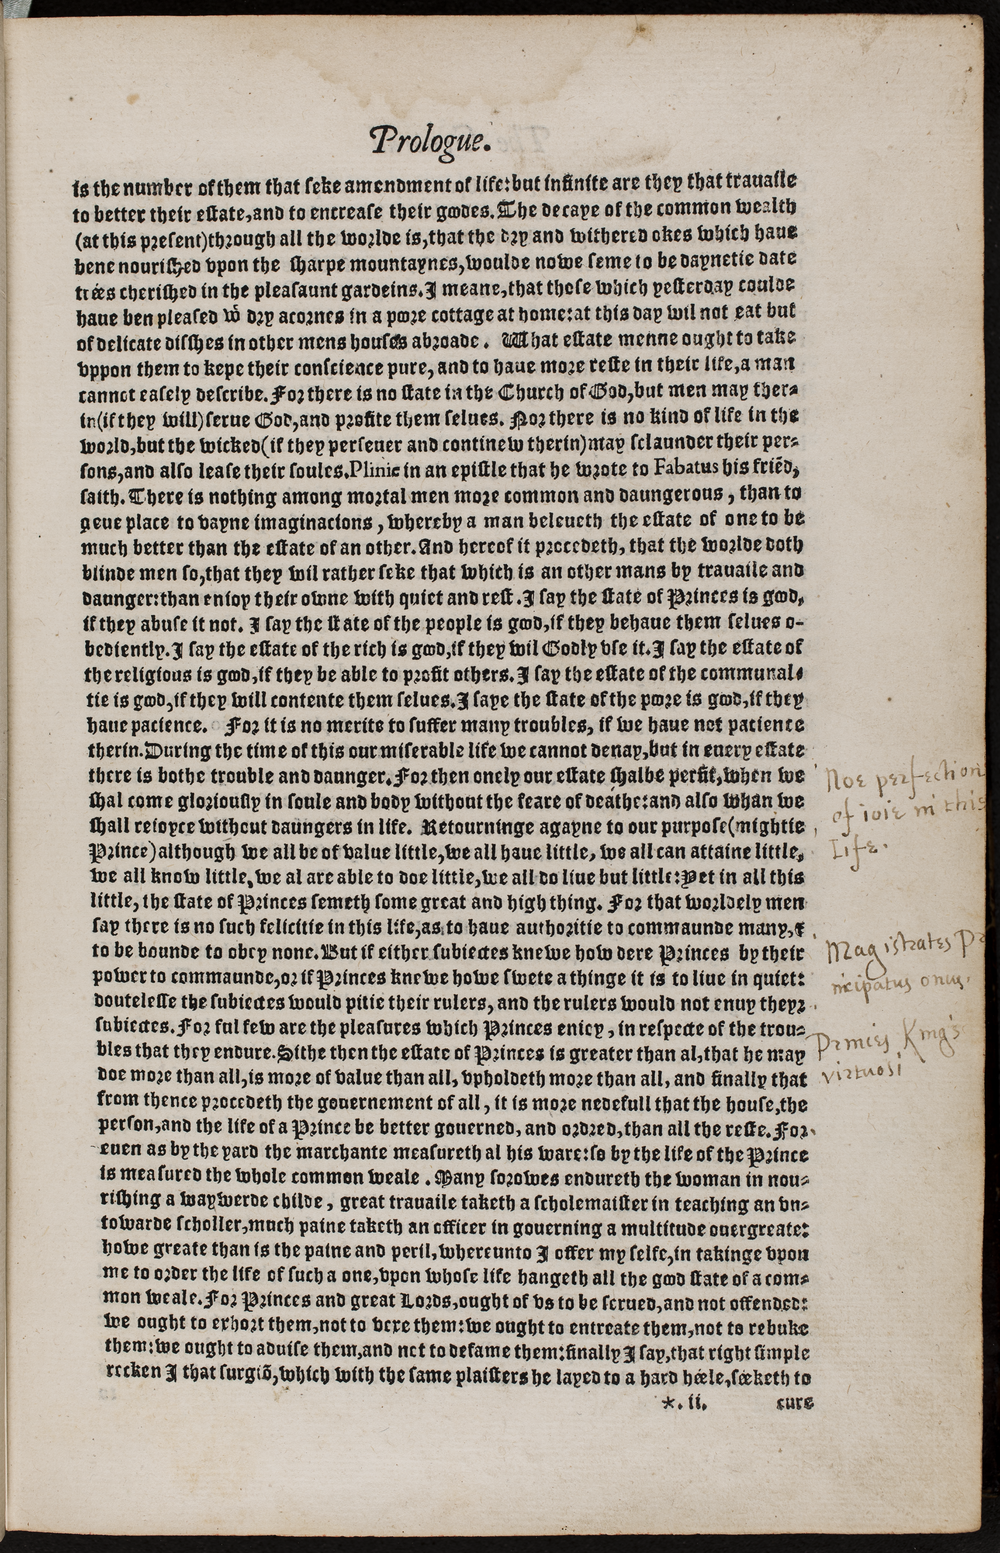 Prologue.
is the number of them that seke amendment of life: but infinite are they that trauaile
to better their estate, and to encrease their goodes. The decaye of the common wealth
(at this present) through all the worlde is, that the dry and withered okes which haue
bene nourished vpon the sharpe mountaynes, woulde nowe seme to be daynetie date
trées cherished in the pleasaunt gardeins. I meane, that those which yesterday coulde
haue ben pleased wͭ dry acornes in a poore cottage at home: at this day wil not eat but
of delicate disshes in other mens houses abroade. What estate menne ought to take
vppon them to kepe their conscience pure, and to haue more reste in their life, a man
cannot easely describe. For there is no state in the Church of God, but men may ther-
in (if they will) serue God, and profite them selues. Nor there is no kind of life in the
world, but the wicked (if they perseuer and continew therin) may sclaunder their per-
sons, and also lease their soules. Plinie in an epistle that he wrote to Fabatus his friēd,
saith. There is nothing among mortal men more common and daungerous, than to
geue place to vayne imaginacions, whereby a man beleueth the estate of one to be
much better than the estate of an other. And hereof it procedeth, that the worlde doth
blinde men so, that they wil rather seke that which is an other mans by trauaile and
daunger: than enioy their owne with quiet and rest. I say the state of Princes is good,
if they abuse it not. I say the state of the people is good, if they behaue them selues o-
bediently. I say the estate of the rich is good, if they wil Godly vse it. I say the estate of
the religious is good, if they be able to profit others. I say the estate of the communal-
tie is good, if they will contente them selues. I saye the state of the poore is good, if they
haue pacience. For it is no merite to suffer many troubles, if we haue not patience
therin. During the time of this our miserable life we cannot denay, but in euery estate
there is bothe trouble and daunger. For then onely our estate shalbe perfit, when we
shal come gloriously in soule and body without the feare of deathe: and also whan we
shall reioyce without daungers in life. Retourninge agayne to our purpose (mightie
Prince) although we all be of value little, we all haue little, we all can attaine little,
we all know little, we al are able to doe little, we all do liue but little: Yet in all this
little, the state of Princes semeth some great and high thing. For that worldely men
say there is no such felicitie in this life, as to haue authoritie to commaunde many, &
to be bounde to obey none. But if either subiectes knewe how dere Princes by their
power to commaunde, or if Princes knewe howe swete a thinge it is to liue in quiet:
doutelesse the subiectes would pitie their rulers, and the rulers would not enuy theyr
subiectes. For ful few are the pleasures which Princes enioy, in respecte of the trou-
bles that they endure. Sithe then the estate of Princes is greater than al, that he may
doe more than all, is more of value than all, vpholdeth more than all, and finally that
from thence procedeth the gouernement of all, it is more nedefull that the house, the
person, and the life of a Prince be better gouerned, and ordred, than all the reste. For
euen as by the yard the marchante measureth al his ware: so by the life of the Prince
is measured the whole common weale. Many sorowes endureth the woman in nou-
rishing a waywerde childe, great trauaile taketh a scholemaister in teaching an vn-
towarde scholler, much paine taketh an officer in gouerning a multitude ouergreate:
howe greate than is the paine and peril, whereunto I offer my selfe, in takinge vpon
me to order the life of such a one, vpon whose life hangeth all the good state of a com-
mon weale. For Princes and great Lords, ought of vs to be serued, and not offended:
we ought to exhort them, not to vexe them: we ought to entreate them, not to rebuke
them: we ought to aduise them, and not to defame them: finally I say, that right simple
recken I that surgiō, which with the same plaisters he layed to a hard héele, séeketh to
*. ii. cure
Noe perfection
of ioie in this
Life.
Magistrates Pr
incipatus onus.
Princies King's
virtuosi